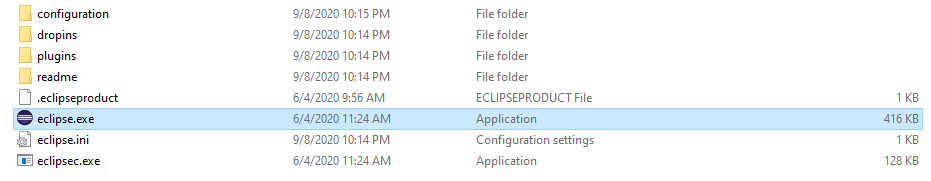 configuration 9/8/2020 10:15 PM File folder
dropins 9/8/2020 10:14 PM File folder
plugins 9/8/2020 10:14 PM File folder
readme 9/8/2020 10:14 PM File folder
.eclipseproduct 6/4/2020 9:56 AM ECLIPSEPRODUCT File 1 KB
eclipse.exe 6/4/2020 11:24 AM Application 416 KB
eclipse.ini 9/8/2020 10:14 PM Configuration settings 1 KB
eclipsec.exe 6/4/2020 11:24 AM Application 128 KB